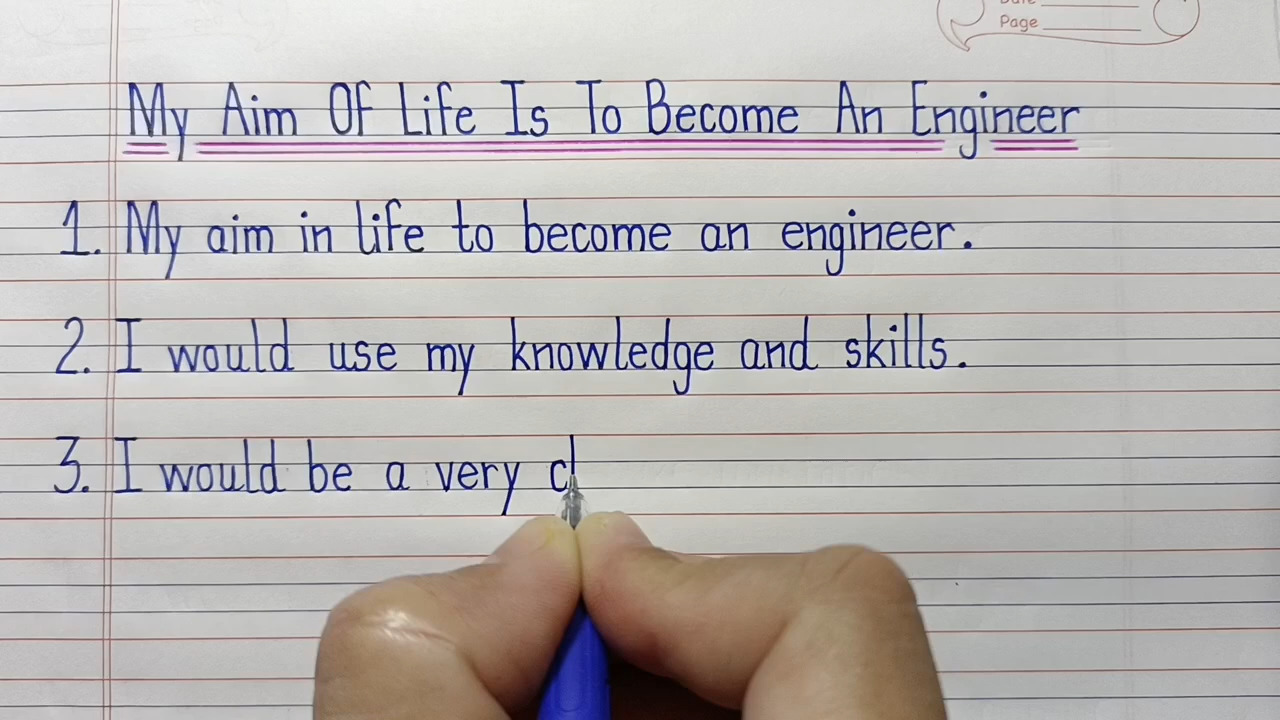 Page
My Aim Of Life Is To Become An Engineer
1. My aim in life to become an engineer.
2. I would use my knowledge and skills.
3. I would be a very